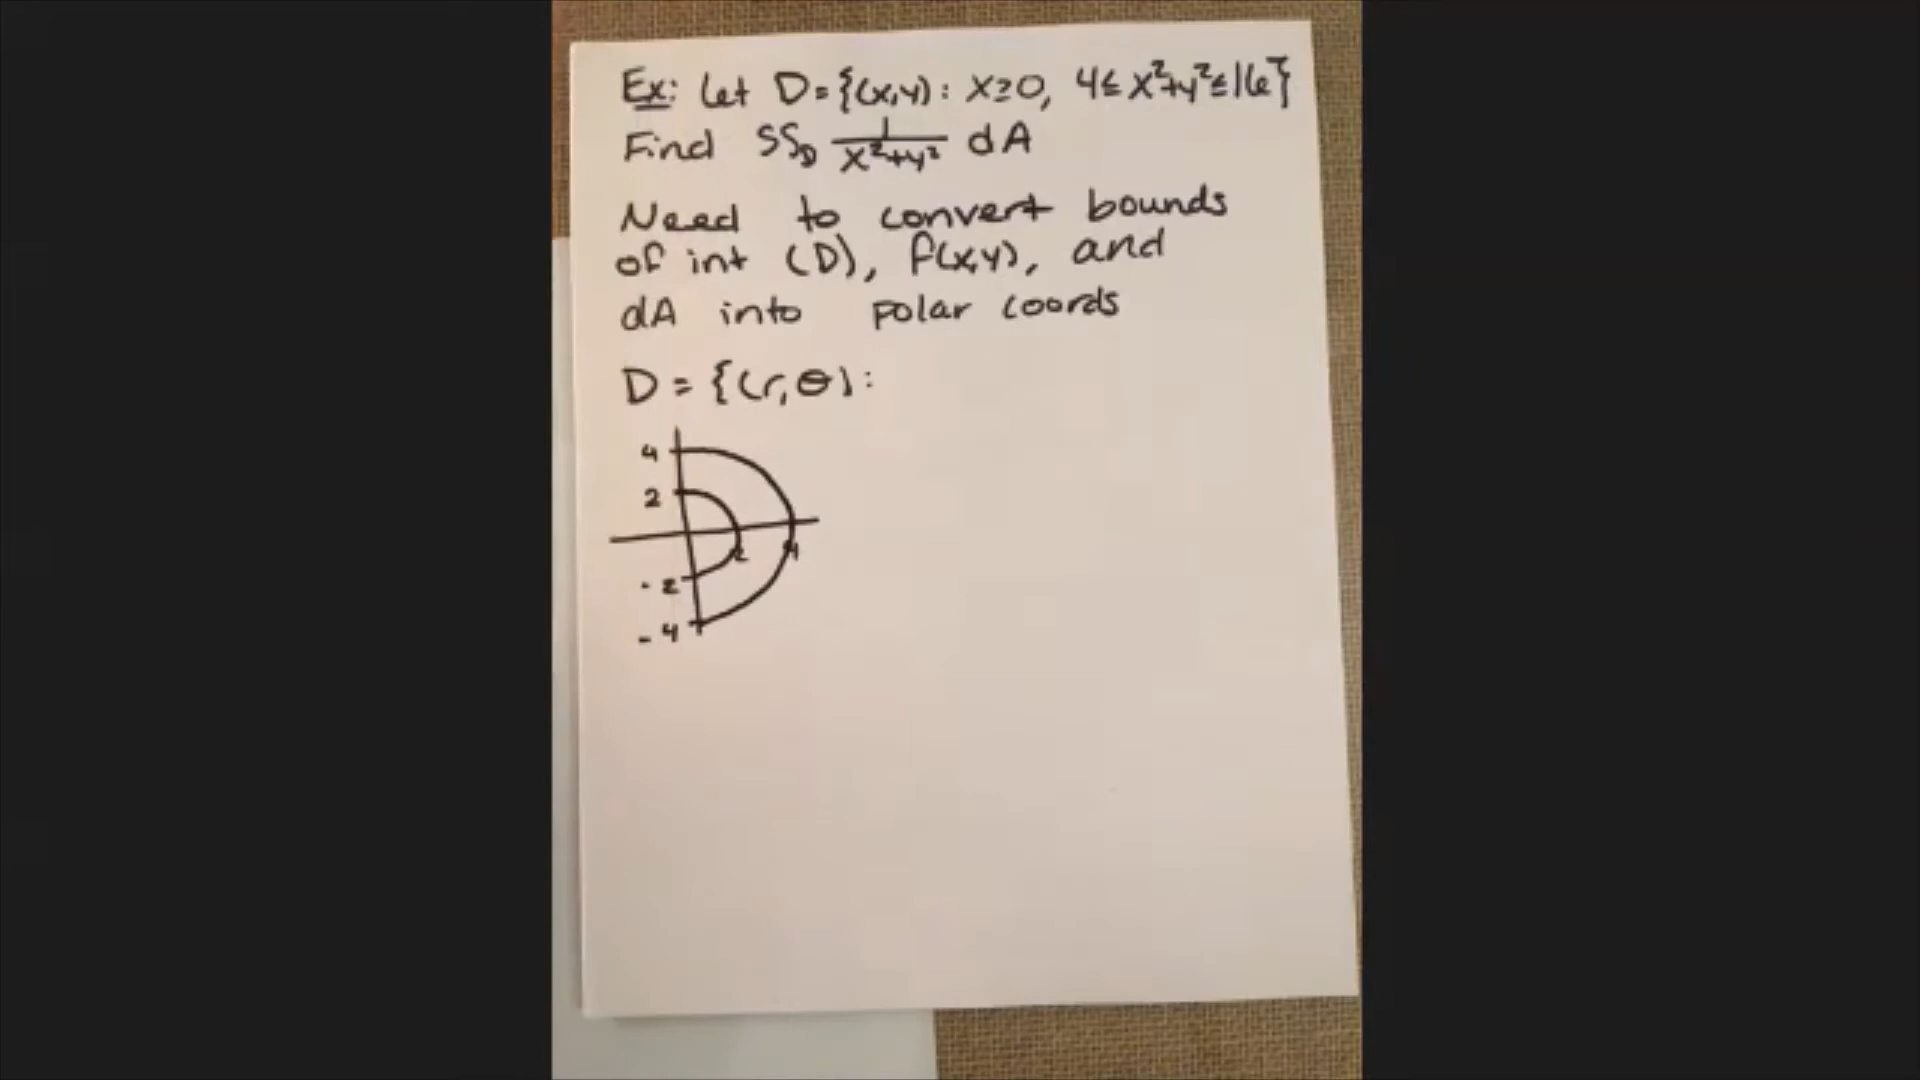 Ex: Let D = {(x,y): x≥0, 4≤x²+y²≤16}
Find SS_D 1/(x²+y²) dA
Need to convert bounds
of int (D), f(x,y), and
dA into polar coords
D = {(r,θ):
4
2
2
4
-2
-4